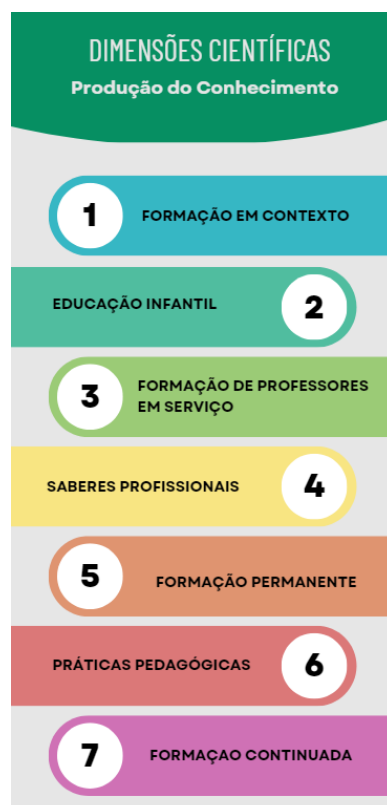 DIMENSÕES CIENTÍFICAS
Produção do Conhecimento
1
FORMAÇÃO EM CONTEXTO
EDUCAÇÃO INFANTIL
2
3
FORMAÇÃO DE PROFESSORES
EM SERVIÇO
SABERES PROFISSIONAIS
4
5
FORMAÇÃO PERMANENTE
PRÁTICAS PEDAGÓGICAS
6
7
FORMAÇAO CONTINUADA